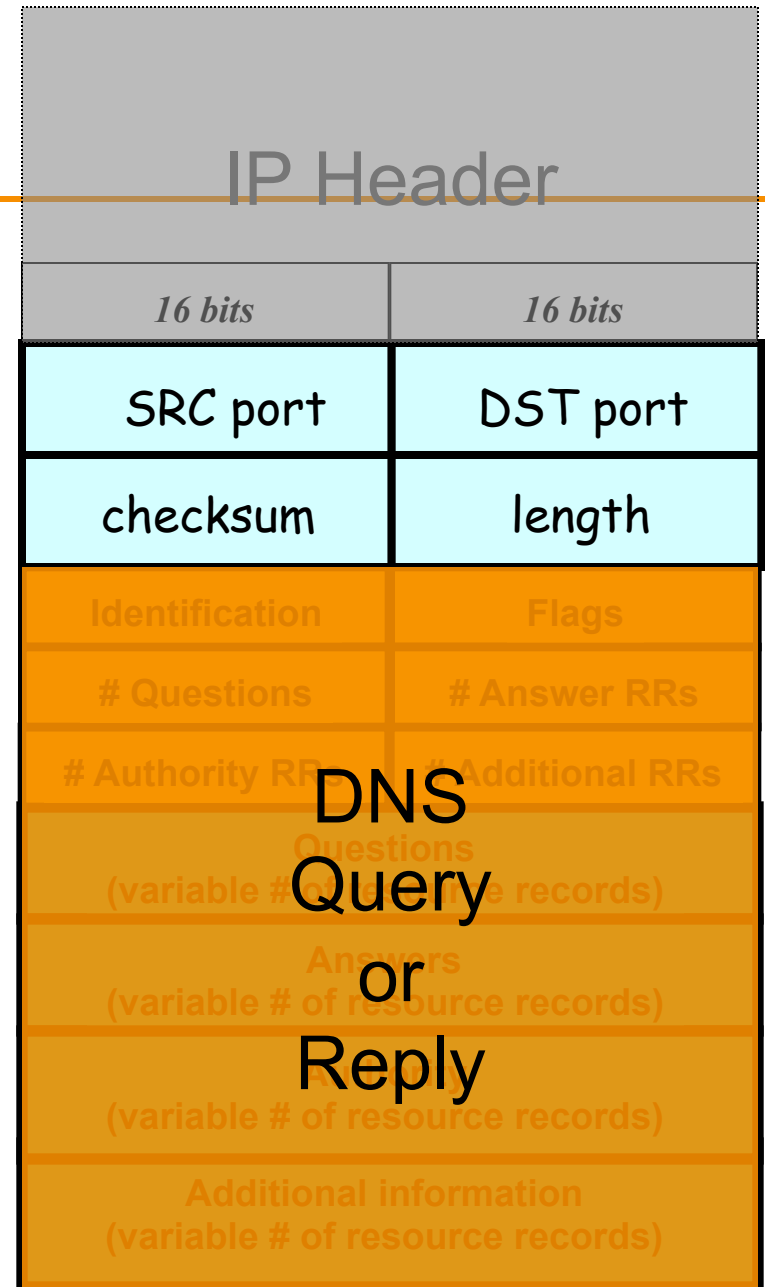 IP Header
16 bits 16 bits
SRC port DST port
checksum length
Identification Flags
# Questions # Answer RRs
# Authority RRs # Additional RRs
DNS
Questions
Query
(variable # of resource records)
Answers
or
(variable # of resource records)
Reply
(variable # of resource records)
Additional information
(variable # of resource records)